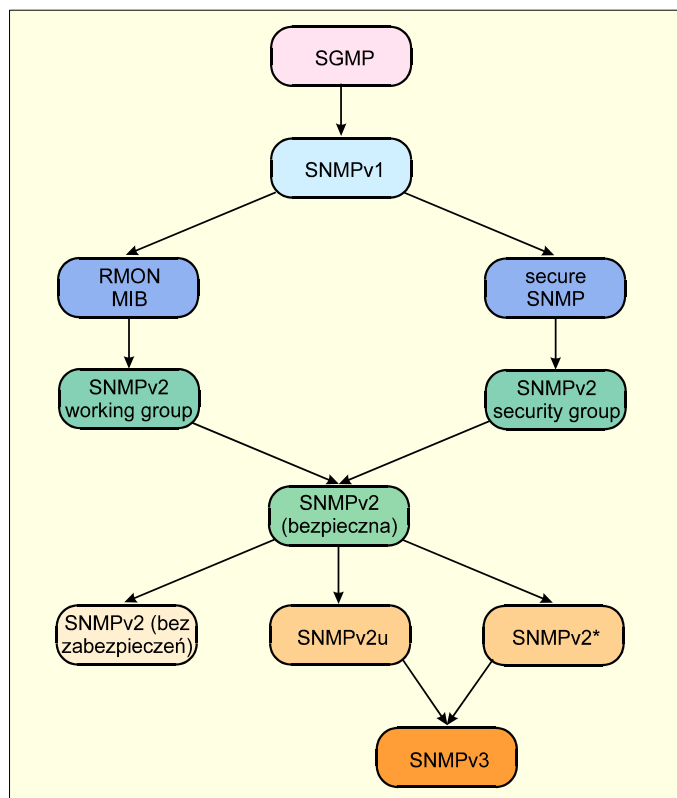 SGMP
SNMPv1
RMON
MIB
secure
SNMP
SNMPv2
working group
SNMPv2
security group
SNMPv2
(bezpieczna)
SNMPv2 (bez
zabezpieczeń)
SNMPv2u
SNMPv2*
SNMPv3